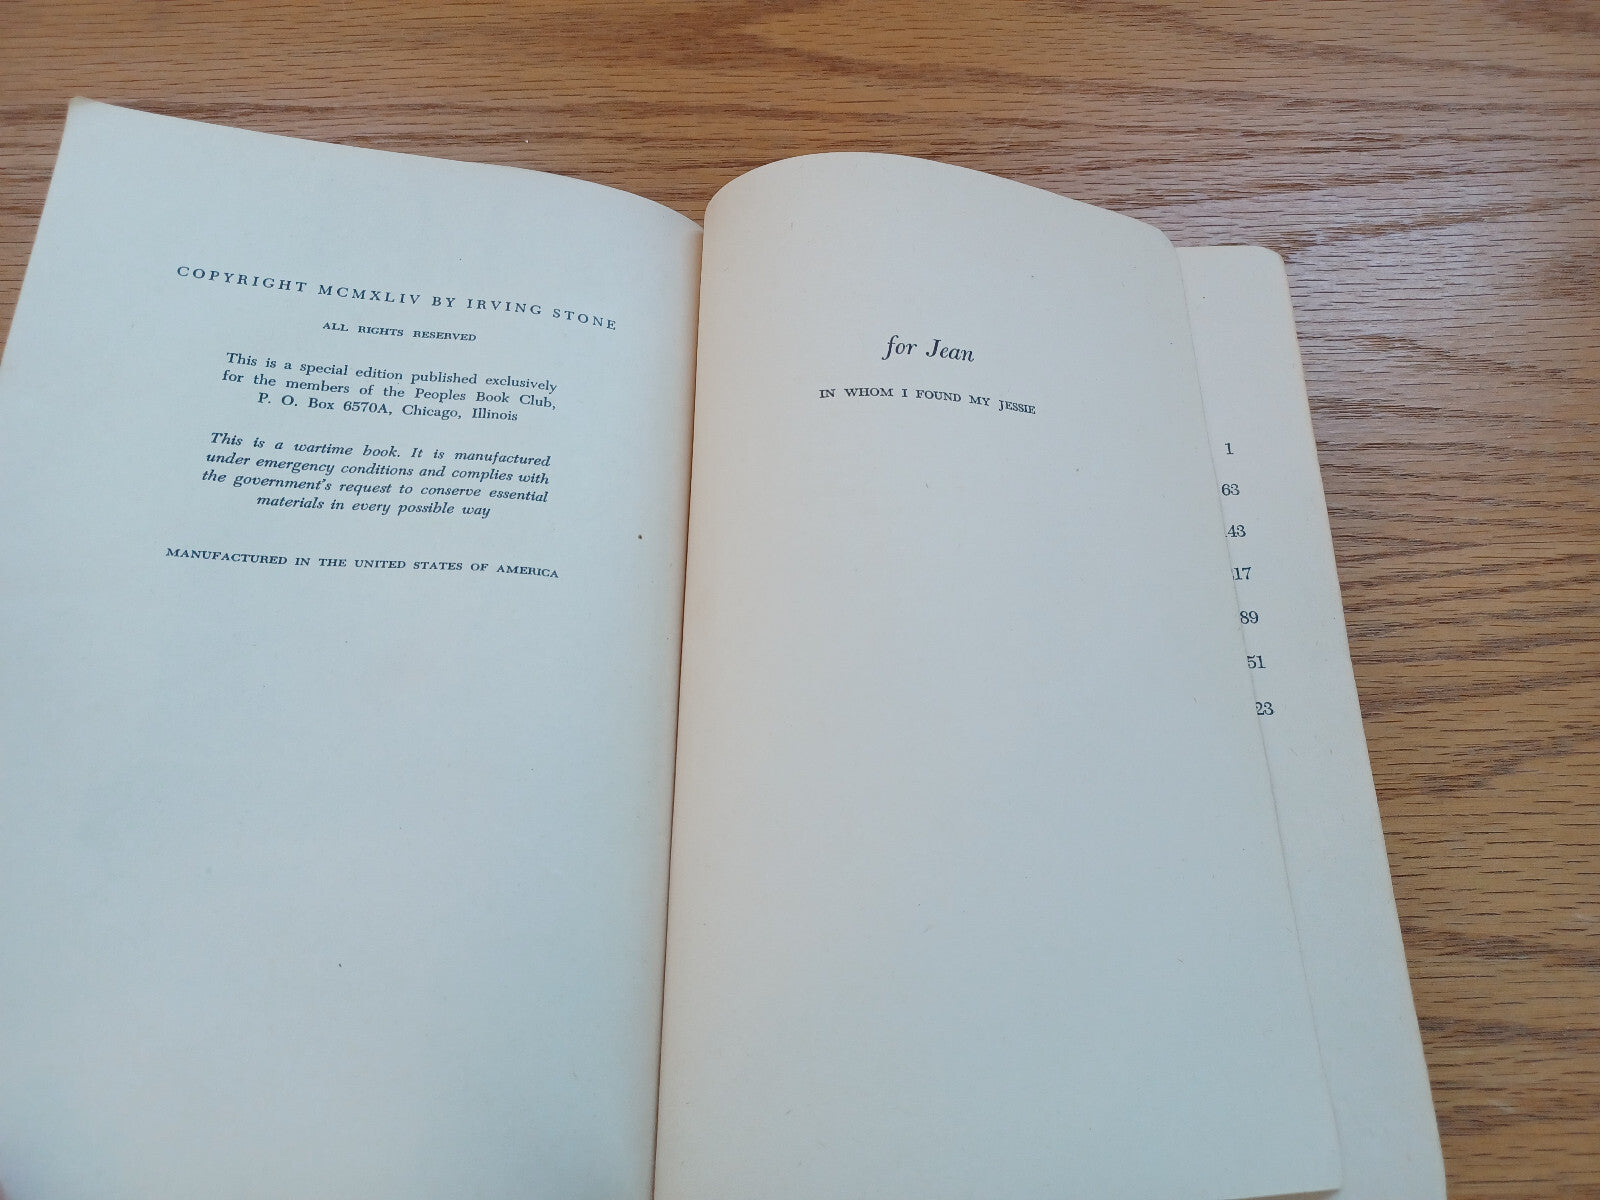 COPYRIGHT MCMXLIV BY IRVING STONE
ALL RIGHTS RESERVED
This is a special edition published exclusively
for the members of the Peoples Book Club,
P. O. Box 6570A, Chicago, Illinois
This is a wartime book. It is manufactured
under emergency conditions and complies with
the government's request to conserve essential
materials in every possible way
MANUFACTURED IN THE UNITED STATES OF AMERICA
for Jean
IN WHOM I FOUND MY JESSIE
1
63
43
17
89
51
23